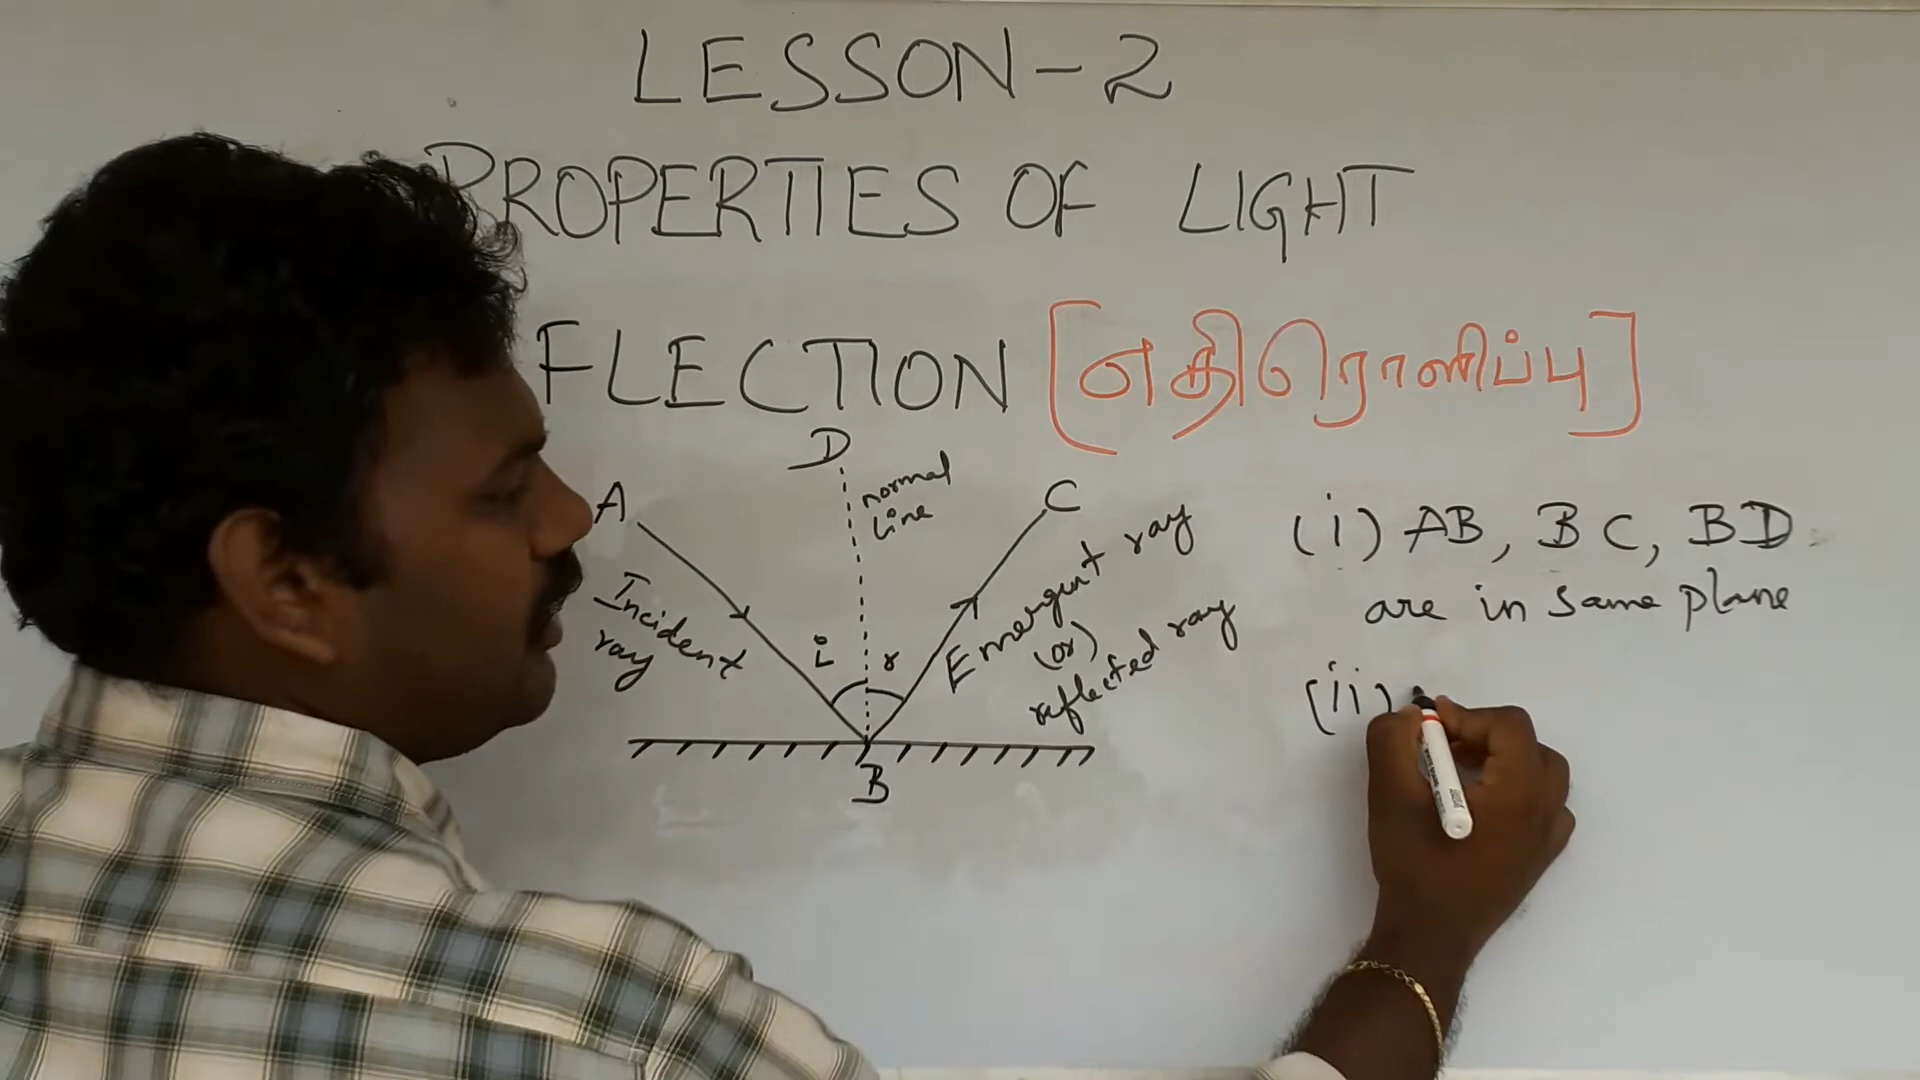 LESSON-2
PROPERTIES OF LIGHT
FLECTION [எதிரொளிப்பு]
D
normal
line
A
C
Incident
ray
i
r
Emergent ray
(or)
reflected ray
B
(i) AB, BC, BD
are in same plane
(ii)